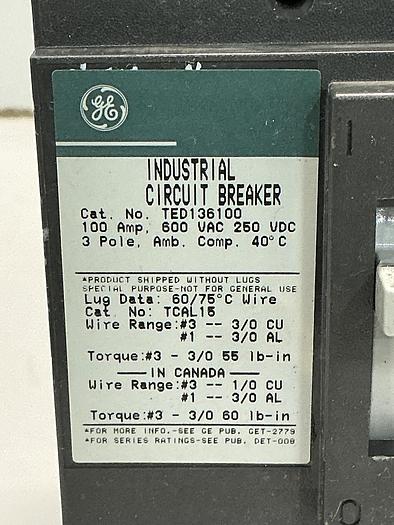 GE
INDUSTRIAL
CIRCUIT BREAKER
Cat. No. TED136100
100 Amp, 600 VAC 250 VDC
3 Pole, Amb. Comp. 40°C
*PRODUCT SHIPPED WITHOUT LUGS
SPECIAL PURPOSE-NOT FOR GENERAL USE
Lug Data: 60/75°C Wire
Cat No: TCAL15
Wire Range:#3 -- 3/0 CU
#1 -- 3/0 AL
Torque:#3 - 3/0 55 lb-in
IN CANADA
Wire Range:#3 -- 1/0 CU
#1 -- 3/0 AL
Torque:#3 - 3/0 60 lb-in
*FOR MORE INFO.-SEE GE PUB. GET-2779
*FOR SERIES RATINGS-SEE PUB. DET-008
I
O